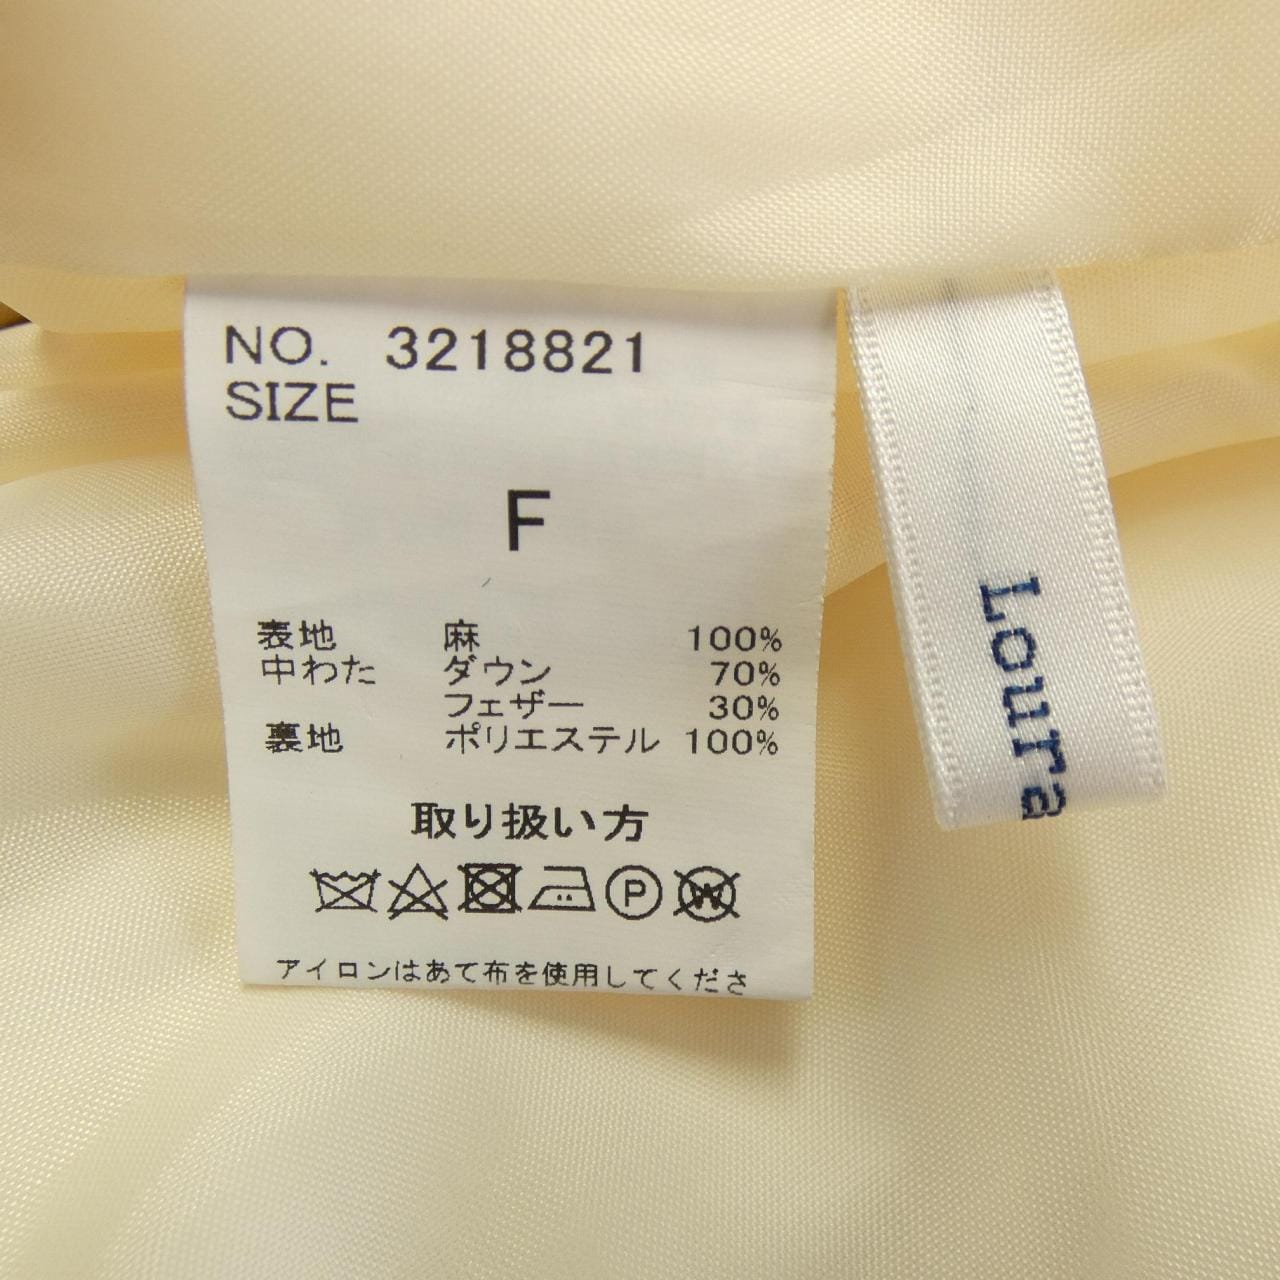 NO. 3218821
SIZE
F
表地 麻 100%
中わた ダウン 70%
フェザー 30%
裏地 ポリエステル 100%
取り扱い方
P W
アイロンはあて布を使用してくださ
Loura